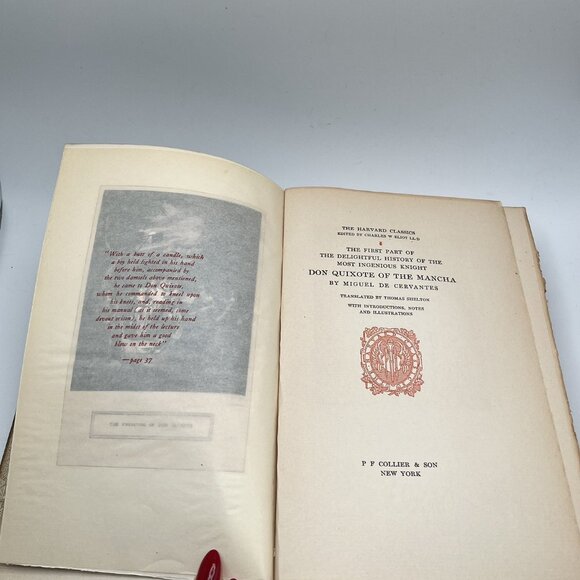 "With a butt of a candle, which
a boy held lighted in his hand
before him, accompanied by
the two damsels above mentioned,
he came to Don Quixote,
whom he commanded to kneel upon
his knees, and, reading in
his manual (as it seemed, some
devout orison), he held up his hand
in the midst of the lecture
and gave him a good
blow on the neck"
—page 37
THE HARVARD CLASSICS
EDITED BY CHARLES W ELIOT LL D
THE FIRST PART OF
THE DELIGHTFUL HISTORY OF THE
MOST INGENIOUS KNIGHT
DON QUIXOTE OF THE MANCHA
BY MIGUEL DE CERVANTES
TRANSLATED BY THOMAS SHELTON
WITH INTRODUCTIONS, NOTES
AND ILLUSTRATIONS
P F COLLIER & SON
NEW YORK